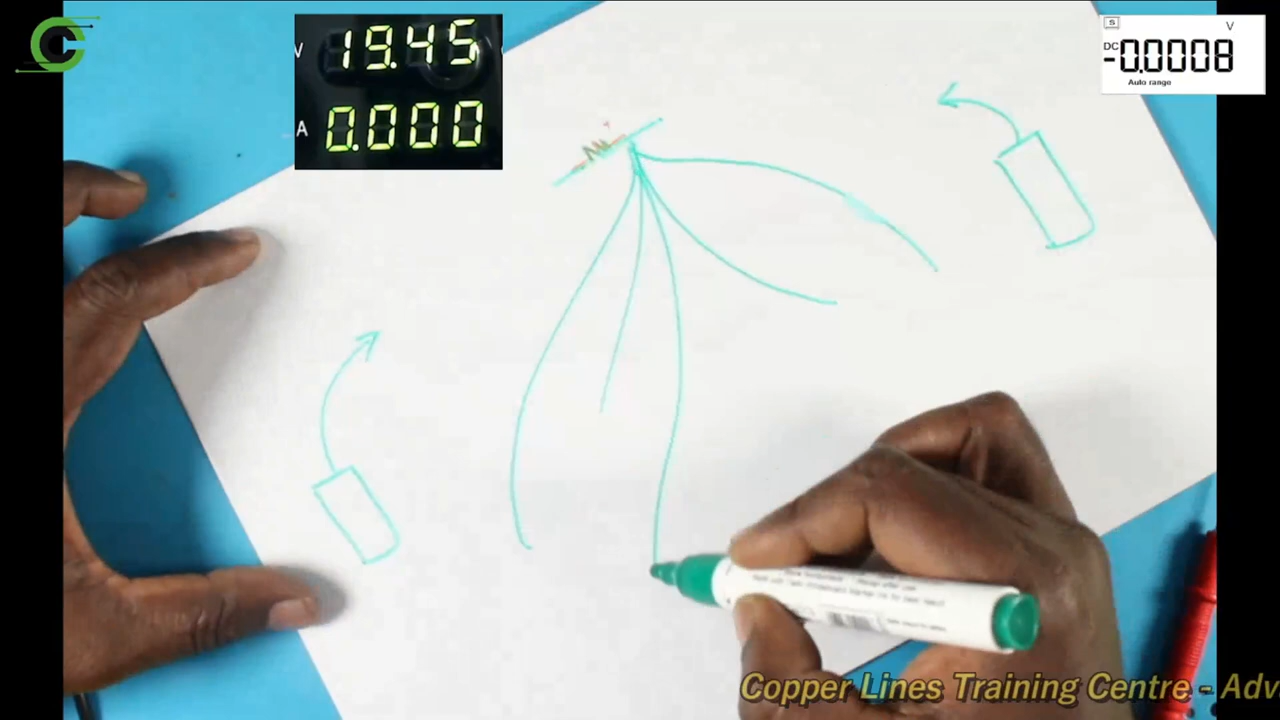 V 19.45
A 0.000
S
V
DC -0.0008
Auto range
Copper Lines Training Centre - Adv